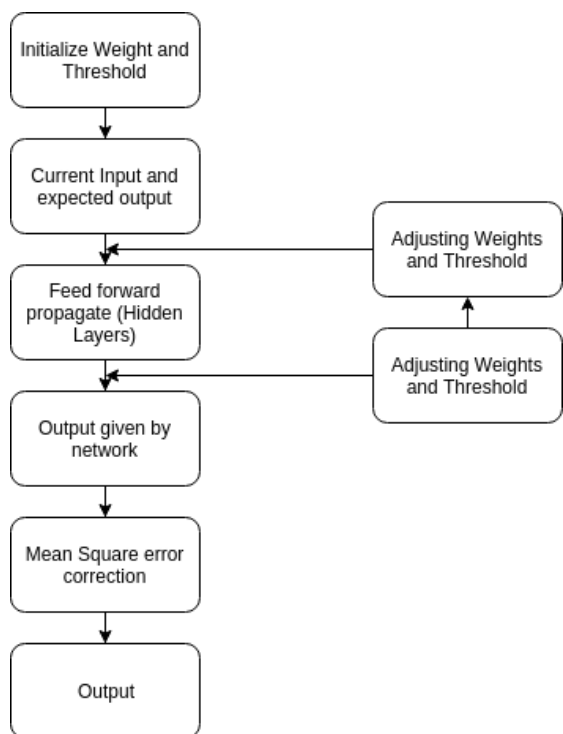 Initialize Weight and
Threshold
Current Input and
expected output
Adjusting Weights
and Threshold
Feed forward
propagate (Hidden
Layers)
Adjusting Weights
and Threshold
Output given by
network
Mean Square error
correction
Output